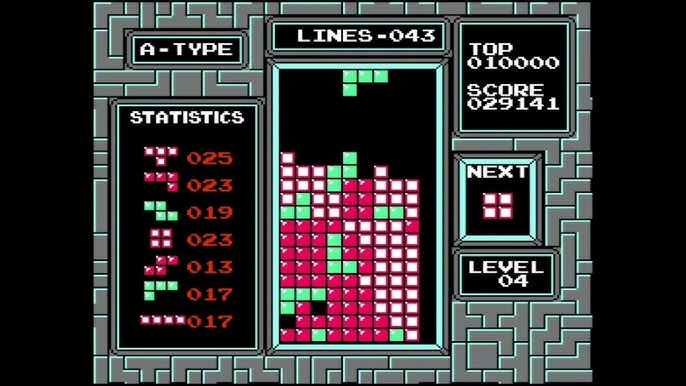 A-TYPE
LINES-043
TOP
010000
SCORE
029141
STATISTICS
025
023
019
023
013
017
017
NEXT
LEVEL
04